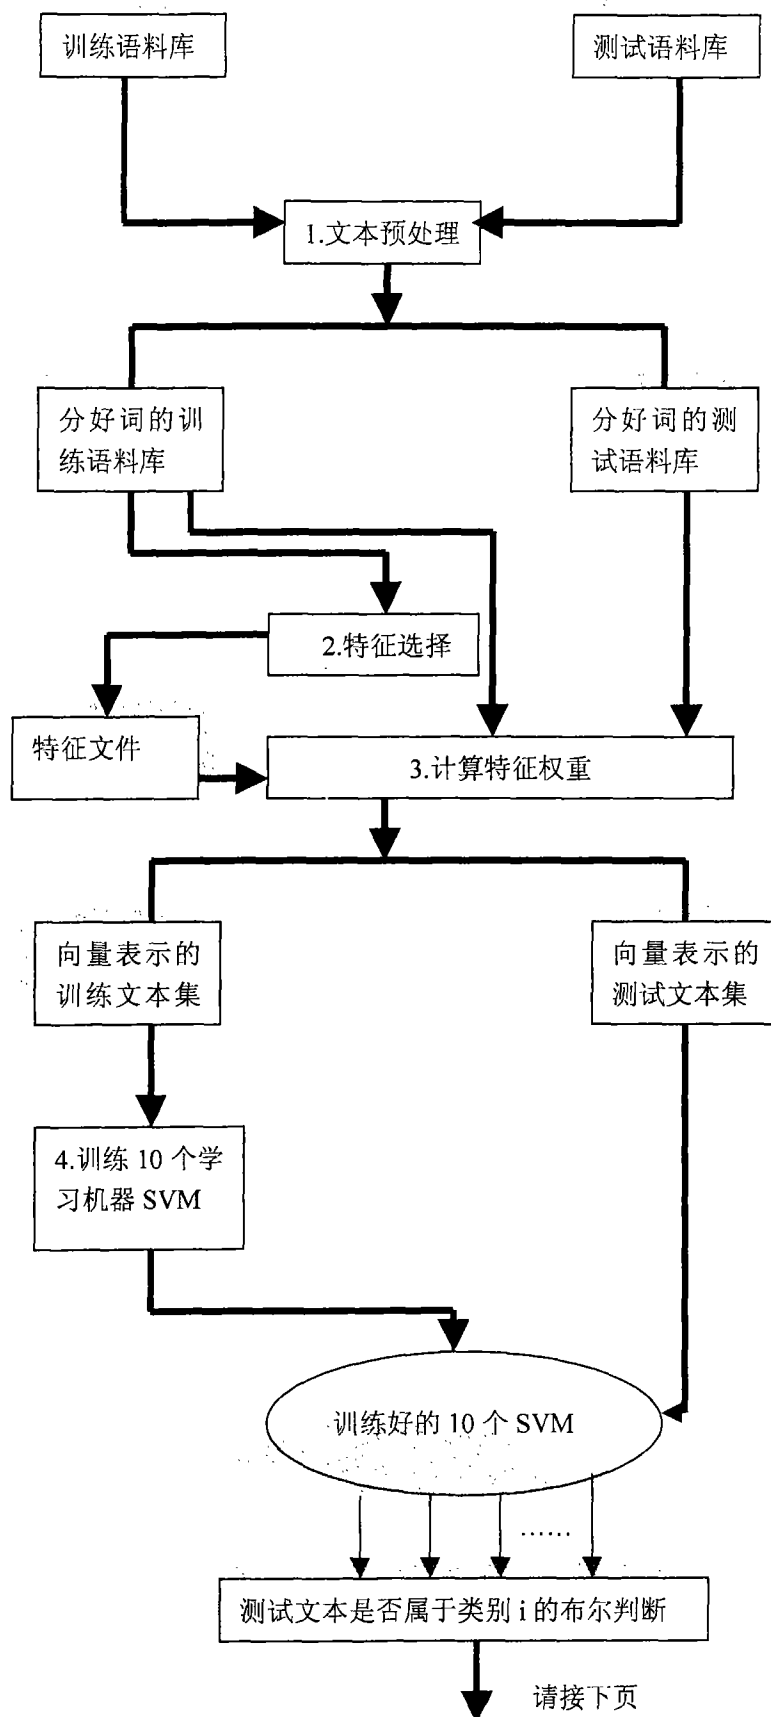 训练语料库
测试语料库
1.文本预处理
分好词的训
练语料库
分好词的测
试语料库
2.特征选择
特征文件
3.计算特征权重
向量表示的
训练文本集
向量表示的
测试文本集
4.训练 10 个学
习机器 SVM
训练好的 10 个 SVM
……
测试文本是否属于类别 i 的布尔判断
请接下页